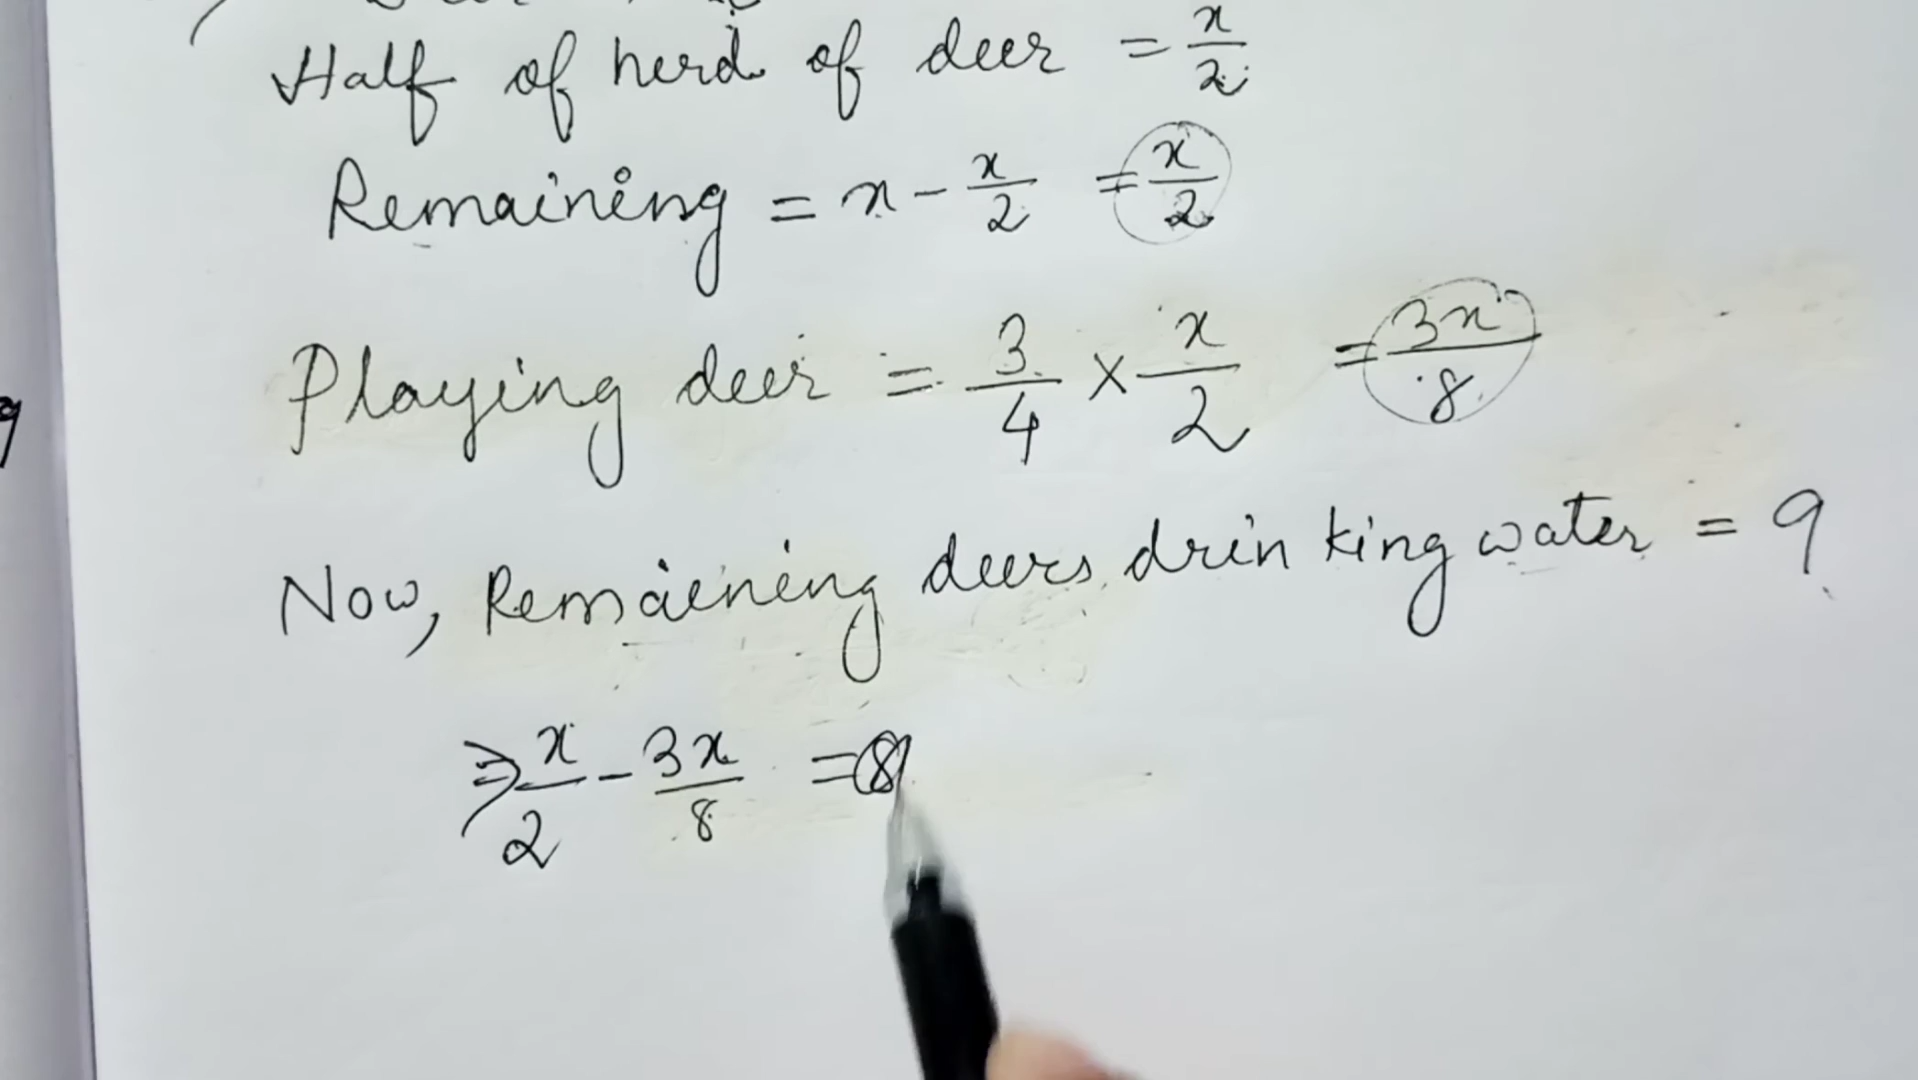 Half of herd of deer = x/2
Remaining = x - x/2 = x/2
Playing deer = 3/4 × x/2 = 3x/8
Now, Remaining deers drinking water = 9
⇒ x/2 - 3x/8 =